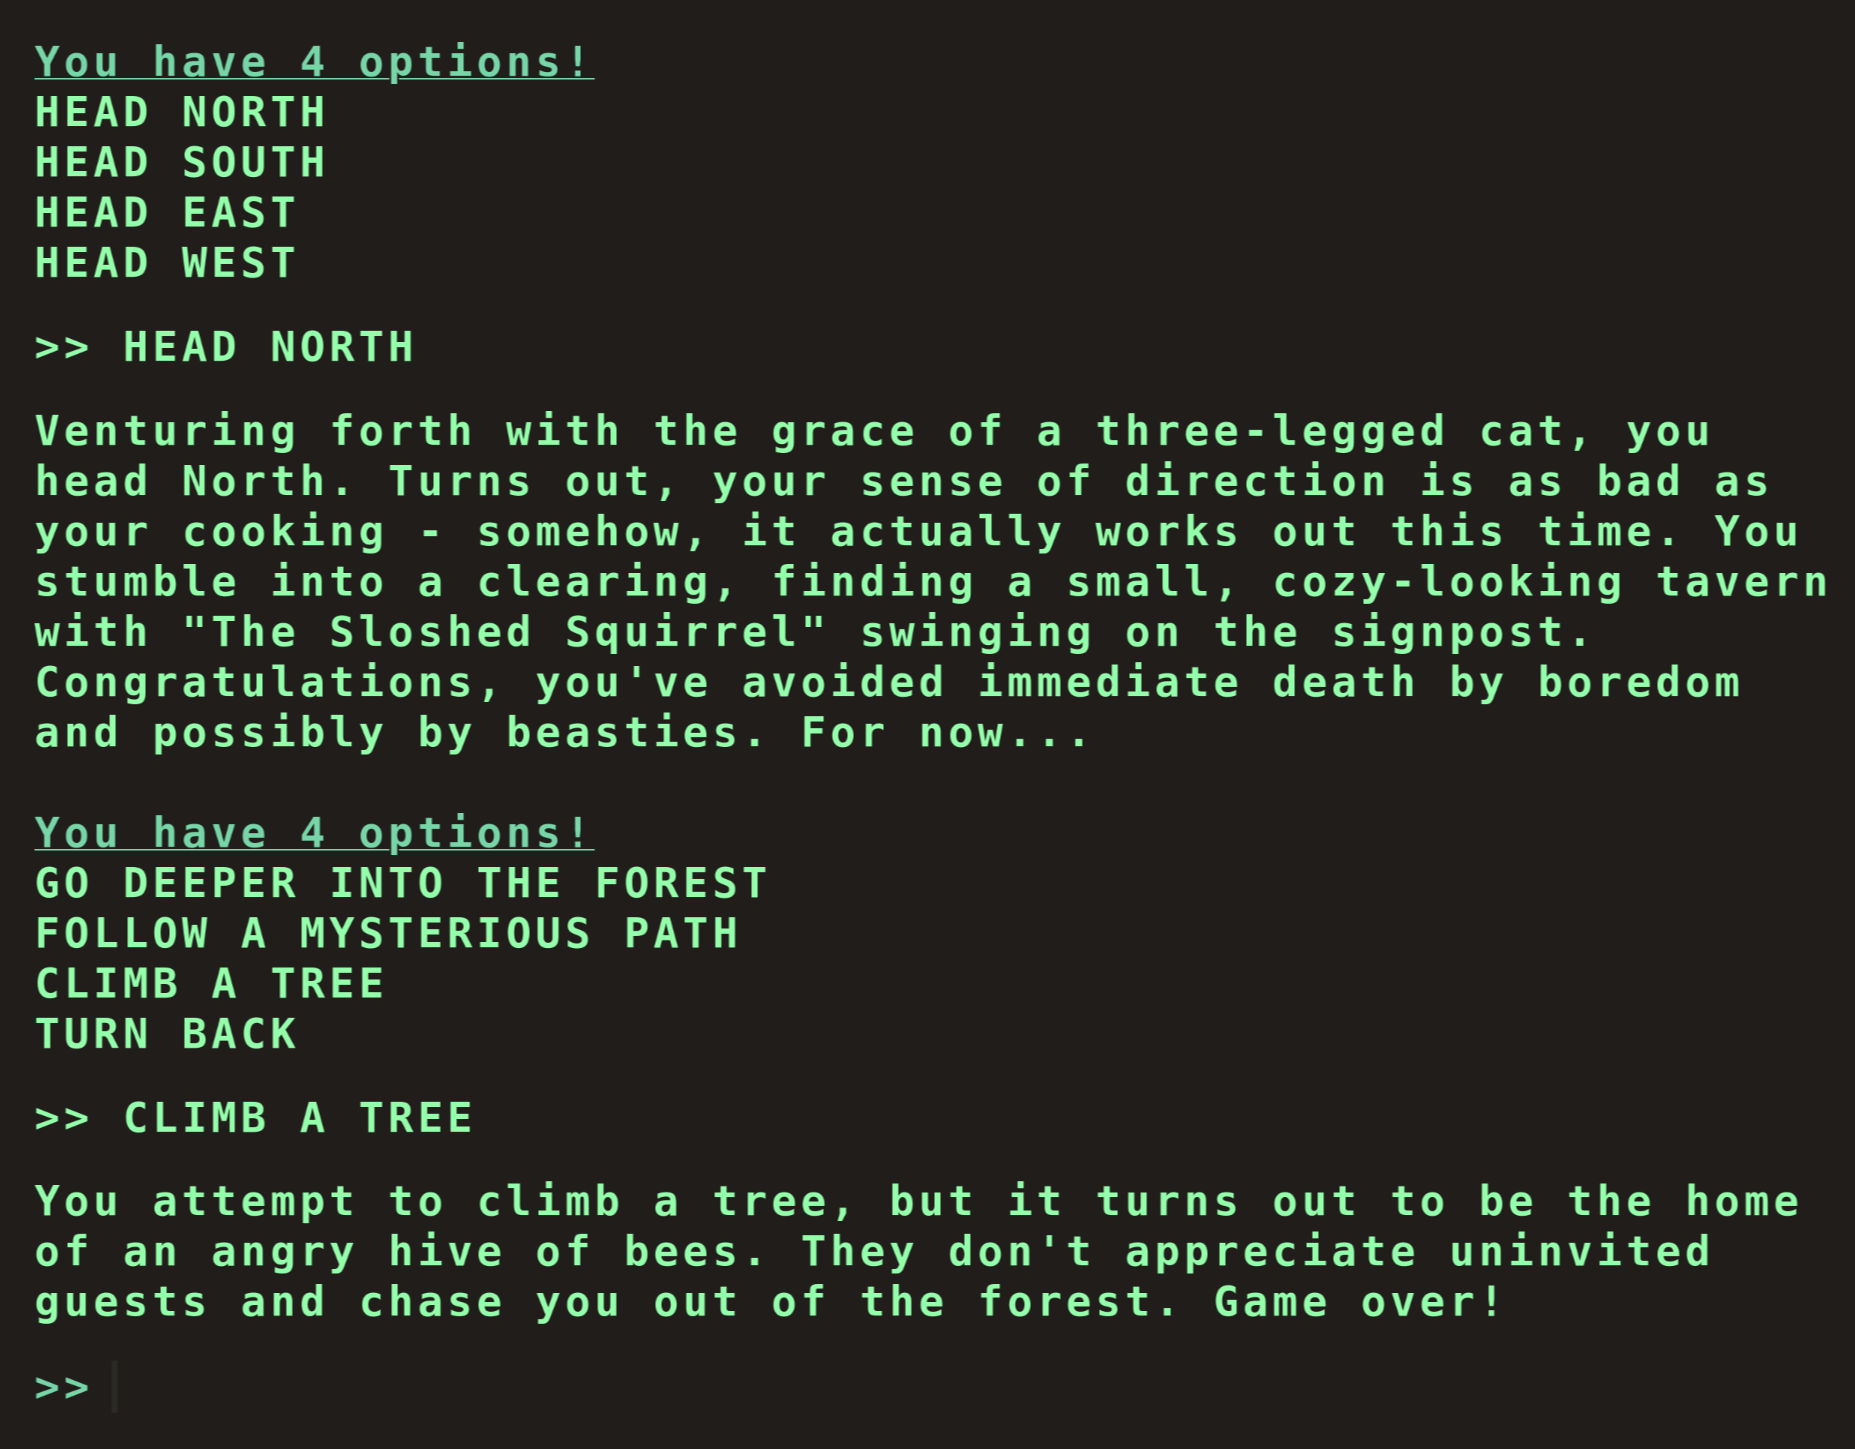 You have 4 options!
HEAD NORTH
HEAD SOUTH
HEAD EAST
HEAD WEST
>> HEAD NORTH
Venturing forth with the grace of a three-legged cat, you
head North. Turns out, your sense of direction is as bad as
your cooking - somehow, it actually works out this time. You
stumble into a clearing, finding a small, cozy-looking tavern
with "The Sloshed Squirrel" swinging on the signpost.
Congratulations, you've avoided immediate death by boredom
and possibly by beasties. For now...
You have 4 options!
GO DEEPER INTO THE FOREST
FOLLOW A MYSTERIOUS PATH
CLIMB A TREE
TURN BACK
>> CLIMB A TREE
You attempt to climb a tree, but it turns out to be the home
of an angry hive of bees. They don't appreciate uninvited
guests and chase you out of the forest. Game over!
>>